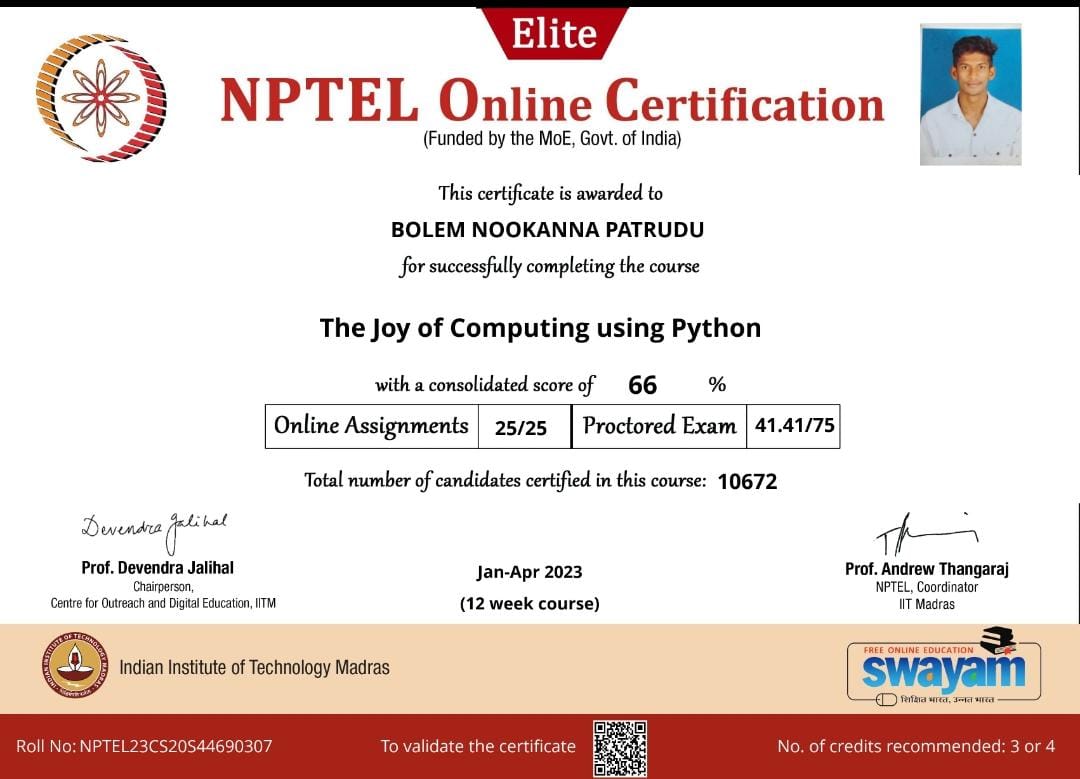 Elite
NPTEL Online Certification
(Funded by the MoE, Govt. of India)
This certificate is awarded to
BOLEM NOOKANNA PATRUDU
for successfully completing the course
The Joy of Computing using Python
with a consolidated score of 66 %
Online Assignments 25/25 Proctored Exam 41.41/75
Total number of candidates certified in this course: 10672
Devendra Jalihal
Prof. Devendra Jalihal
Chairperson,
Centre for Outreach and Digital Education, IITM
Jan-Apr 2023
(12 week course)
Prof. Andrew Thangaraj
NPTEL, Coordinator
IIT Madras
INDIAN INSTITUTE OF TECHNOLOGY MADRAS
Indian Institute of Technology Madras
FREE ONLINE EDUCATION
swayam
शिक्षित भारत, उन्नत भारत
Roll No: NPTEL23CS20S44690307
To validate the certificate
No. of credits recommended: 3 or 4